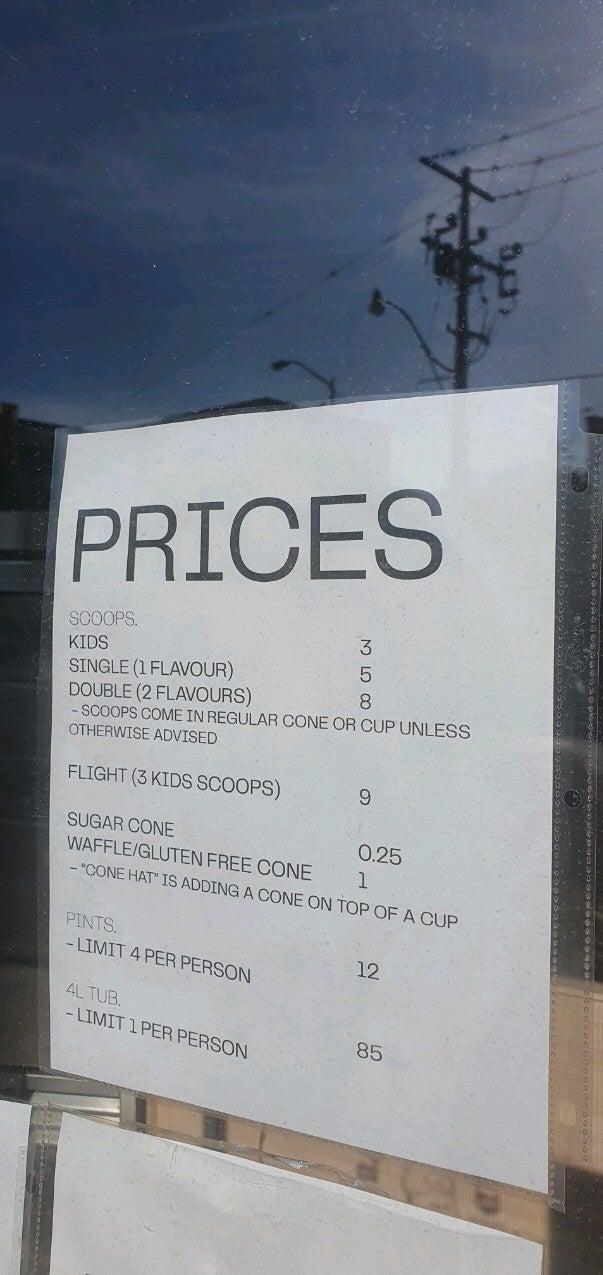 PRICES
SCOOPS.
KIDS 3
SINGLE (1 FLAVOUR) 5
DOUBLE (2 FLAVOURS) 8
- SCOOPS COME IN REGULAR CONE OR CUP UNLESS
OTHERWISE ADVISED
FLIGHT (3 KIDS SCOOPS) 9
SUGAR CONE 0.25
WAFFLE/GLUTEN FREE CONE 1
- "CONE HAT" IS ADDING A CONE ON TOP OF A CUP
PINTS.
- LIMIT 4 PER PERSON 12
4L TUB.
- LIMIT 1 PER PERSON 85